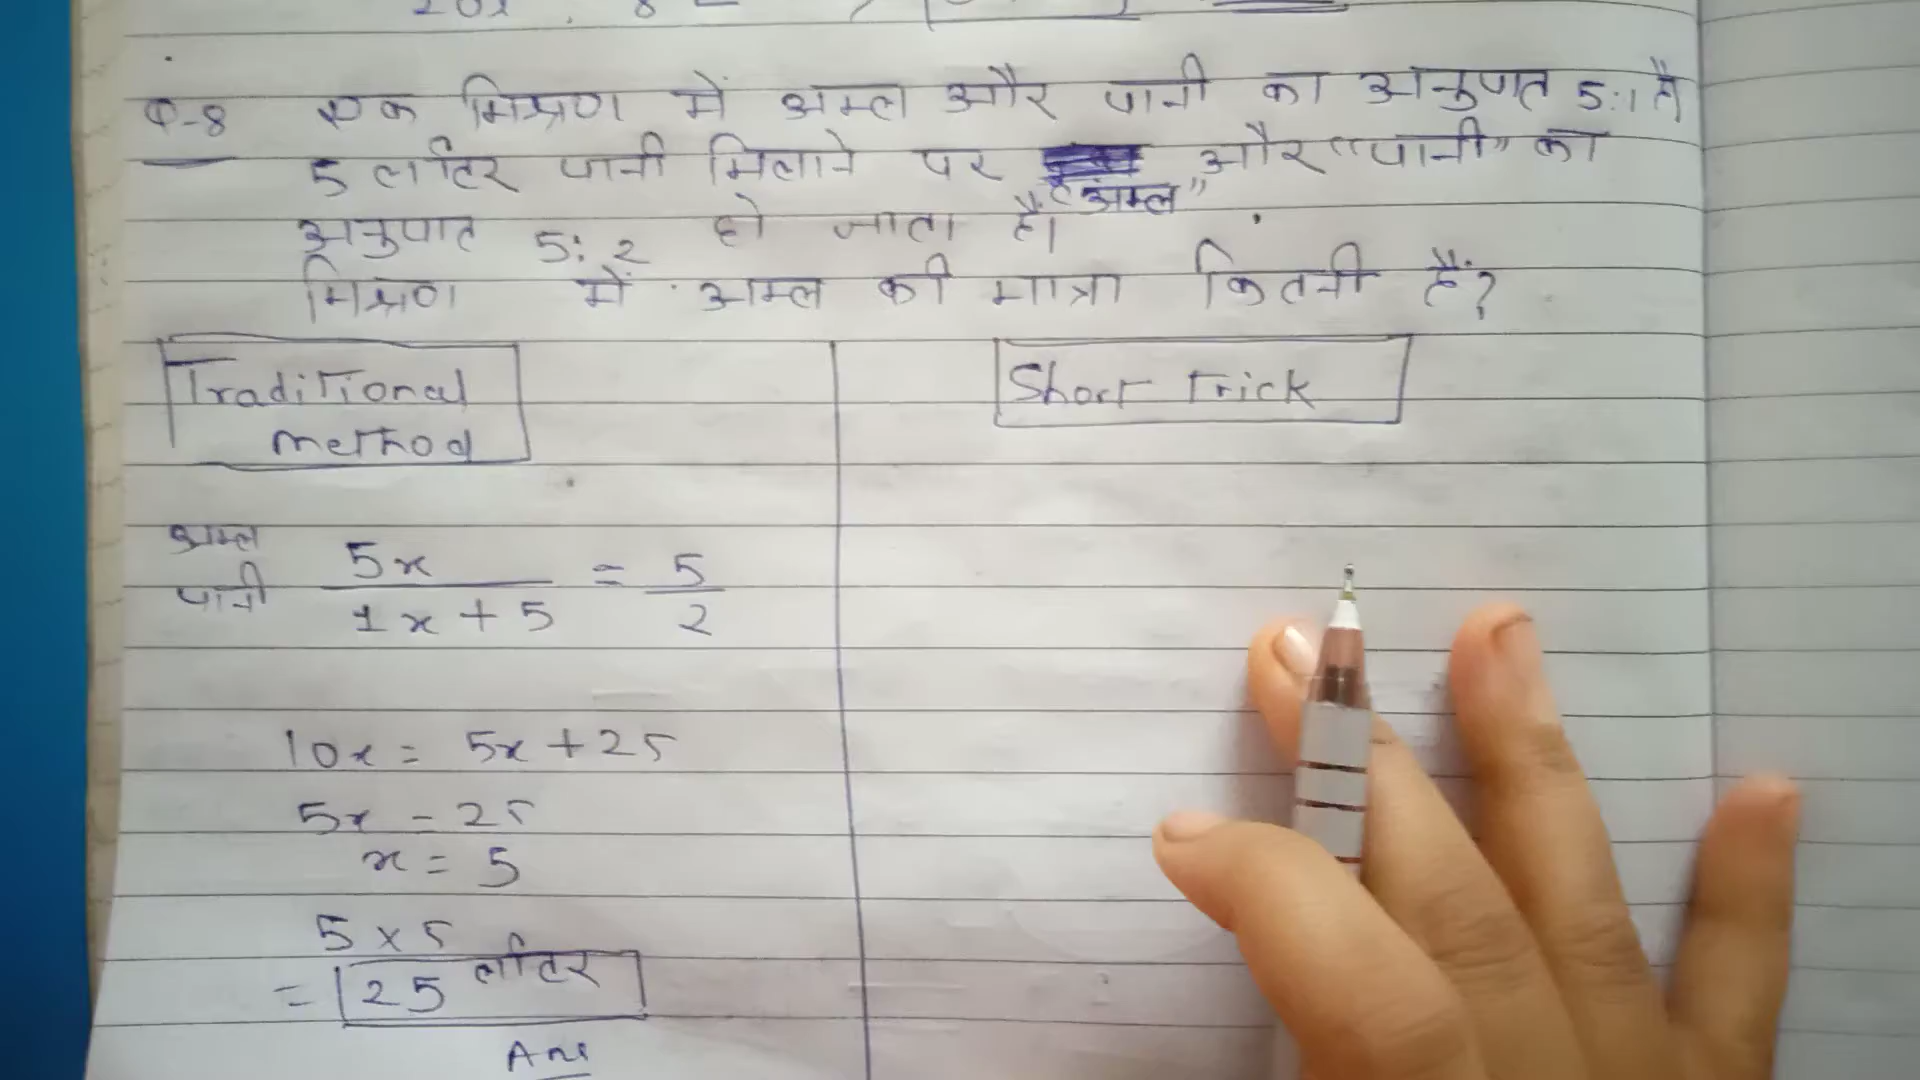 Q-8 एक मिश्रण में अम्ल और पानी का अनुपात 5:1 है।
5 लीटर पानी मिलाने पर "अम्ल" और "पानी" का
अनुपात 5:2 हो जाता है।
मिश्रण में अम्ल की मात्रा कितनी है?
Traditional
method
Short Trick
अम्ल 5x = 5
पानी 1x + 5 2
10x = 5x + 25
5x = 25
x = 5
5 x 5
= 25 लीटर
Ans